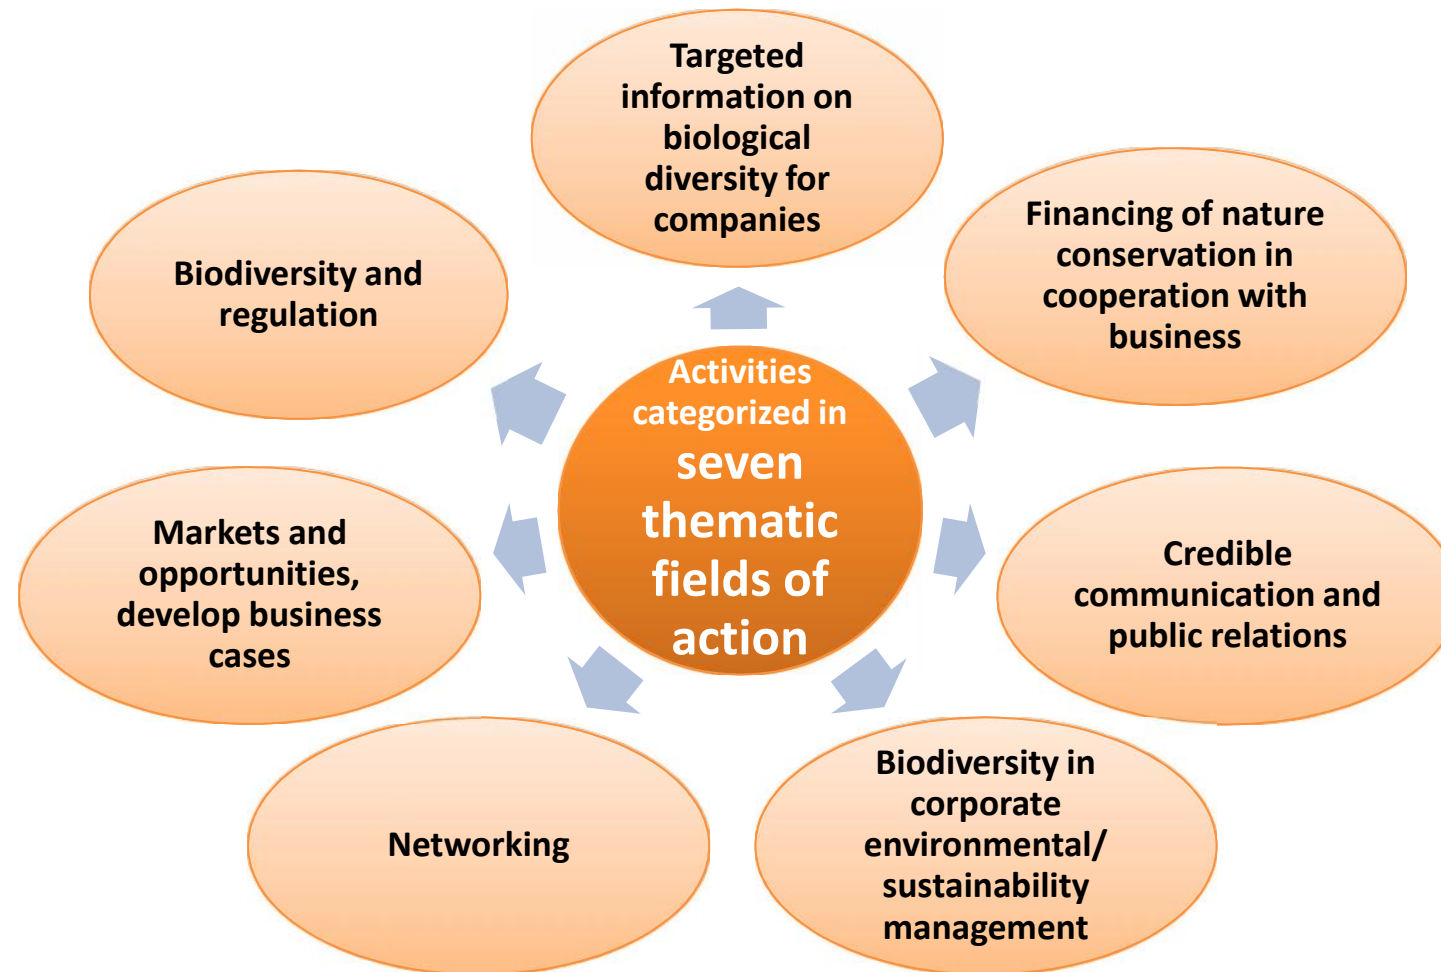 Targeted
information on
biological
diversity for
companies
Financing of nature
conservation in
cooperation with
business
Biodiversity and
regulation
Activities
categorized in
seven
thematic
fields of
action
Markets and
opportunities,
develop business
cases
Credible
communication and
public relations
Networking
Biodiversity in
corporate
environmental/
sustainability
management